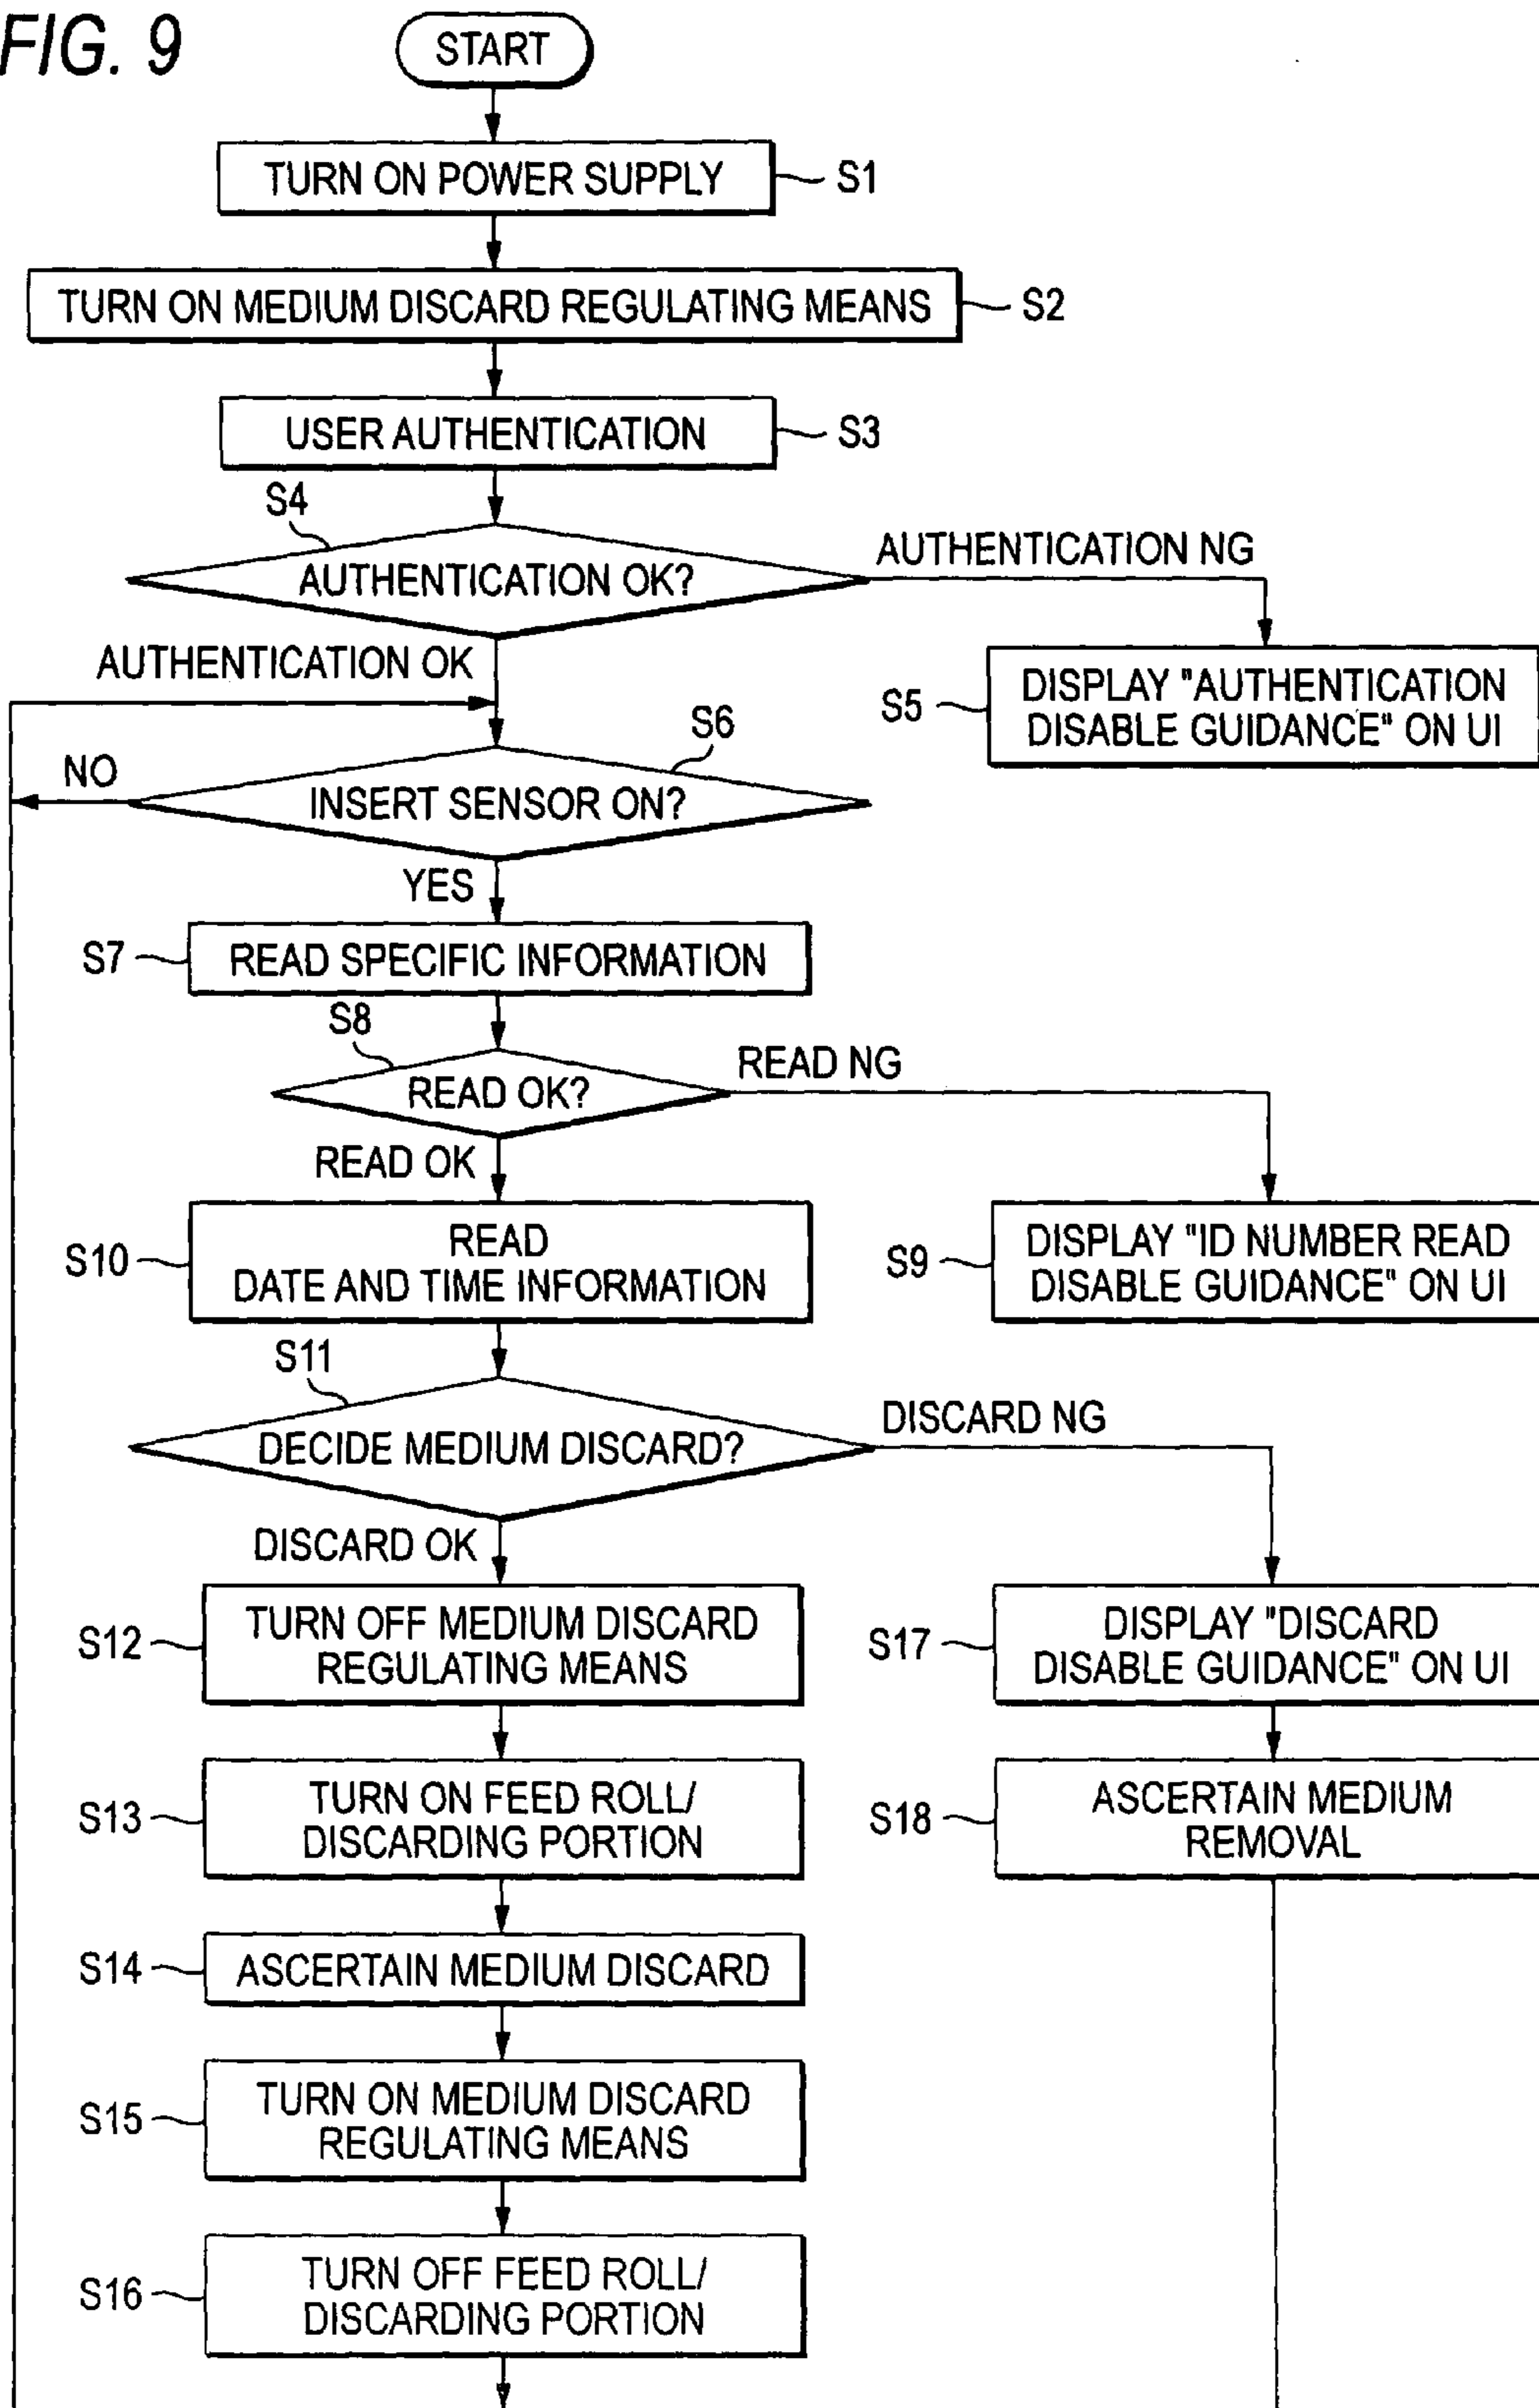 FIG. 9
START
TURN ON POWER SUPPLY
S1
TURN ON MEDIUM DISCARD REGULATING MEANS
S2
USER AUTHENTICATION
S3
S4
AUTHENTICATION OK?
AUTHENTICATION NG
AUTHENTICATION OK
S5
DISPLAY "AUTHENTICATION
DISABLE GUIDANCE" ON UI
S6
NO
INSERT SENSOR ON?
YES
S7
READ SPECIFIC INFORMATION
S8
READ OK?
READ NG
READ OK
S10
READ
DATE AND TIME INFORMATION
S9
DISPLAY "ID NUMBER READ
DISABLE GUIDANCE" ON UI
S11
DECIDE MEDIUM DISCARD?
DISCARD NG
DISCARD OK
S12
TURN OFF MEDIUM DISCARD
REGULATING MEANS
S17
DISPLAY "DISCARD
DISABLE GUIDANCE" ON UI
S13
TURN ON FEED ROLL/
DISCARDING PORTION
S18
ASCERTAIN MEDIUM
REMOVAL
S14
ASCERTAIN MEDIUM DISCARD
S15
TURN ON MEDIUM DISCARD
REGULATING MEANS
S16
TURN OFF FEED ROLL/
DISCARDING PORTION